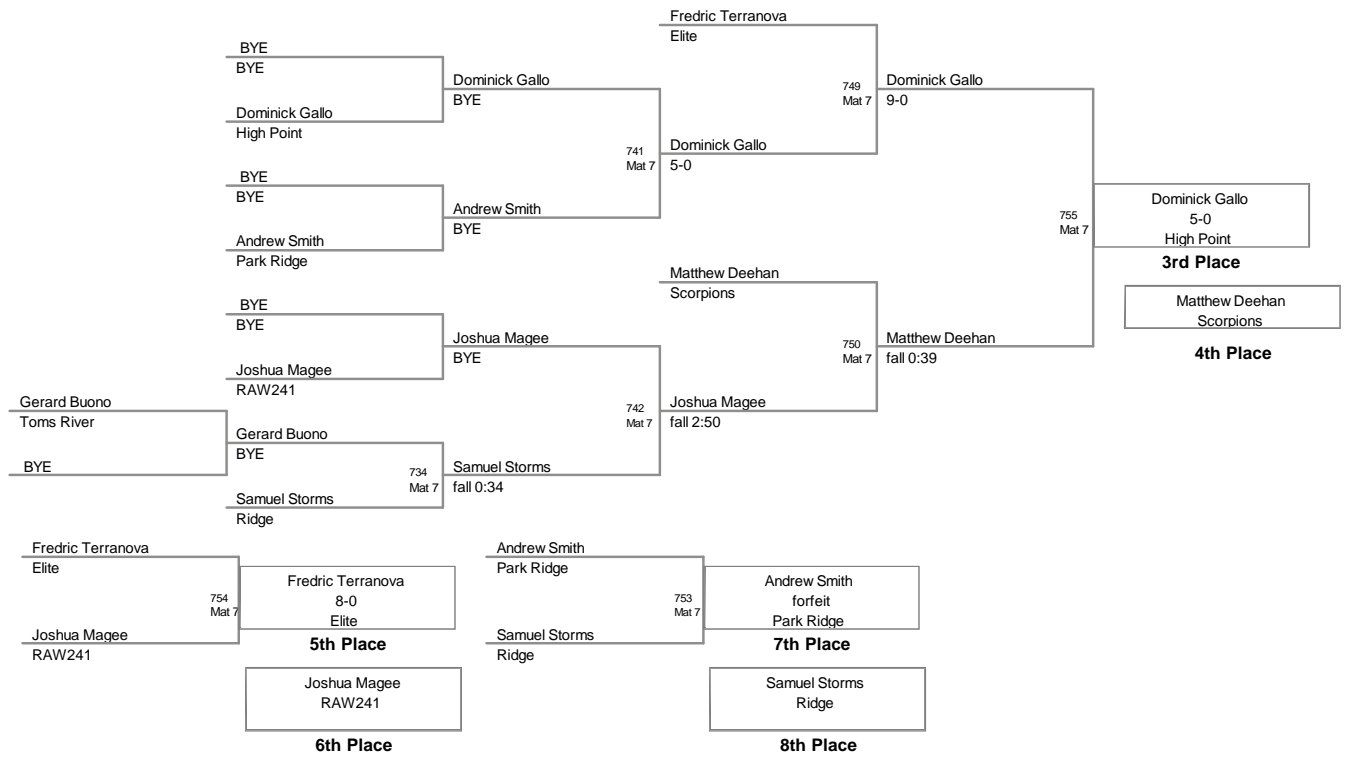 Fredric Terranova
Elite
BYE
BYE
Dominick Gallo
BYE
749
Mat 7
Dominick Gallo
9-0
Dominick Gallo
High Point
741
Mat 7
Dominick Gallo
5-0
BYE
BYE
Andrew Smith
BYE
Andrew Smith
Park Ridge
755
Mat 7
Dominick Gallo
5-0
High Point
3rd Place
Matthew Deehan
Scorpions
Matthew Deehan
Scorpions
4th Place
BYE
BYE
Joshua Magee
BYE
750
Mat 7
Matthew Deehan
fall 0:39
Joshua Magee
RAW241
Gerard Buono
Toms River
742
Mat 7
Joshua Magee
fall 2:50
Gerard Buono
BYE
BYE
734
Mat 7
Samuel Storms
fall 0:34
Samuel Storms
Ridge
Fredric Terranova
Elite
754
Mat 7
Fredric Terranova
8-0
Elite
5th Place
Joshua Magee
RAW241
Joshua Magee
RAW241
6th Place
Andrew Smith
Park Ridge
753
Mat 7
Andrew Smith
forfeit
Park Ridge
7th Place
Samuel Storms
Ridge
Samuel Storms
Ridge
8th Place